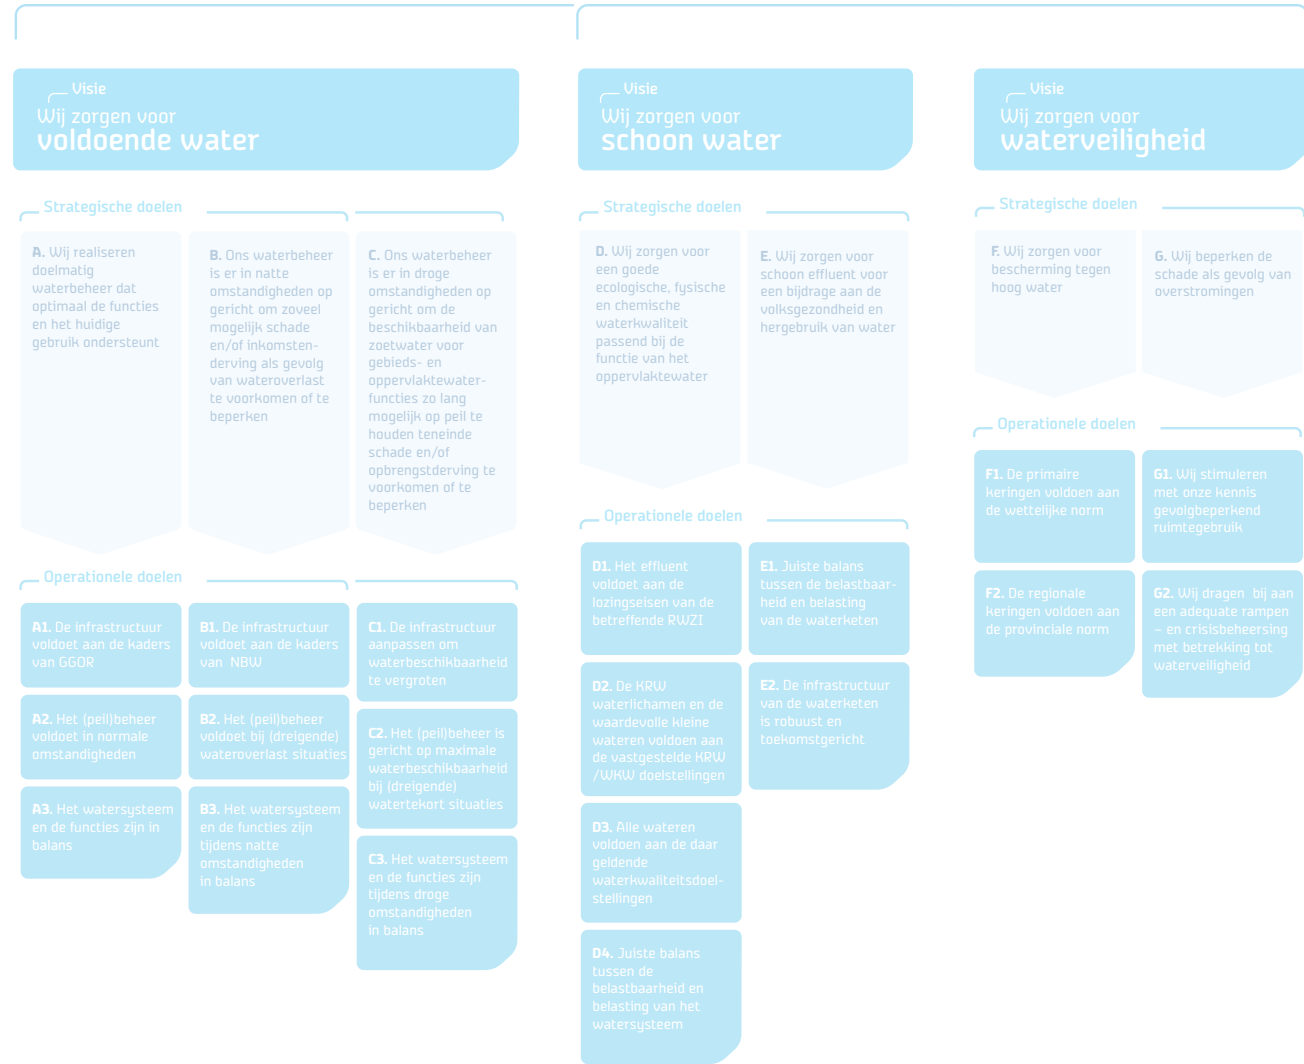 Visie
Wij zorgen voor
voldoende water
Strategische doelen
A. Wij realiseren
doelmatig
waterbeheer dat
optimaal de functies
en het huidige
gebruik ondersteunt
B. Ons waterbeheer
is er in natte
omstandigheden op
gericht om zoveel
mogelijk schade
en/of inkomsten-
derving als gevolg
van wateroverlast
te voorkomen of te
beperken
C. Ons waterbeheer
is er in droge
omstandigheden op
gericht om de
beschikbaarheid van
zoetwater voor
gebieds- en
oppervlaktewater-
functies zo lang
mogelijk op peil te
houden teneinde
schade en/of
opbrengstderving te
voorkomen of te
beperken
Operationele doelen
A1. De infrastructuur
voldoet aan de kaders
van GGOR
A2. Het (peil)beheer
voldoet in normale
omstandigheden
A3. Het watersysteem
en de functies zijn in
balans
B1. De infrastructuur
voldoet aan de kaders
van NBW
B2. Het (peil)beheer
voldoet bij (dreigende)
wateroverlast situaties
B3. Het watersysteem
en de functies zijn
tijdens natte
omstandigheden
in balans
C1. De infrastructuur
aanpassen om
waterbeschikbaarheid
te vergroten
C2. Het (peil)beheer is
gericht op maximale
waterbeschikbaarheid
bij (dreigende)
watertekort situaties
C3. Het watersysteem
en de functies zijn
tijdens droge
omstandigheden
in balans
Visie
Wij zorgen voor
schoon water
Strategische doelen
D. Wij zorgen voor
een goede
ecologische, fysische
en chemische
waterkwaliteit
passend bij de
functie van het
oppervlaktewater
E. Wij zorgen voor
schoon effluent voor
een bijdrage aan de
volksgezondheid en
hergebruik van water
Operationele doelen
D1. Het effluent
voldoet aan de
lozingseisen van de
betreffende RWZI
D2. De KRW
waterlichamen en de
waardevolle kleine
wateren voldoen aan
de vastgestelde KRW
/WKW doelstellingen
D3. Alle wateren
voldoen aan de daar
geldende
waterkwaliteitsdoel-
stellingen
D4. Juiste balans
tussen de
belastbaarheid en
belasting van het
watersysteem
E1. Juiste balans
tussen de belastbaar-
heid en belasting
van de waterketen
E2. De infrastructuur
van de waterketen
is robuust en
toekomstgericht
Visie
Wij zorgen voor
waterveiligheid
Strategische doelen
F. Wij zorgen voor
bescherming tegen
hoog water
G. Wij beperken de
schade als gevolg van
overstromingen
Operationele doelen
F1. De primaire
keringen voldoen aan
de wettelijke norm
F2. De regionale
keringen voldoen aan
de provinciale norm
G1. Wij stimuleren
met onze kennis
gevolgbeperkend
ruimtegebruik
G2. Wij dragen bij aan
een adequate rampen
– en crisisbeheersing
met betrekking tot
waterveiligheid